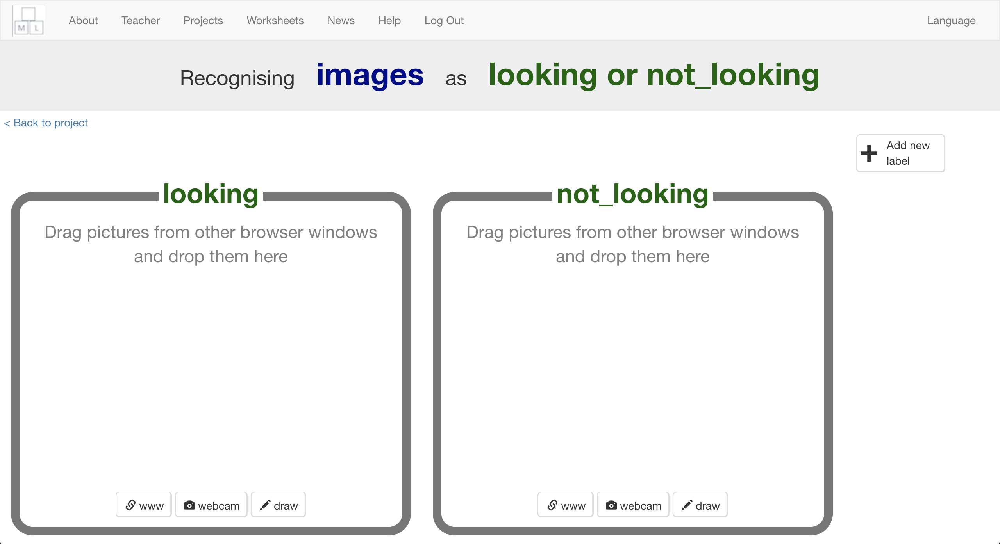 M L
About Teacher Projects Worksheets News Help Log Out Language
Recognising images as looking or not_looking
< Back to project
Add new
label
looking
Drag pictures from other browser windows
and drop them here
www webcam draw
not_looking
Drag pictures from other browser windows
and drop them here
www webcam draw